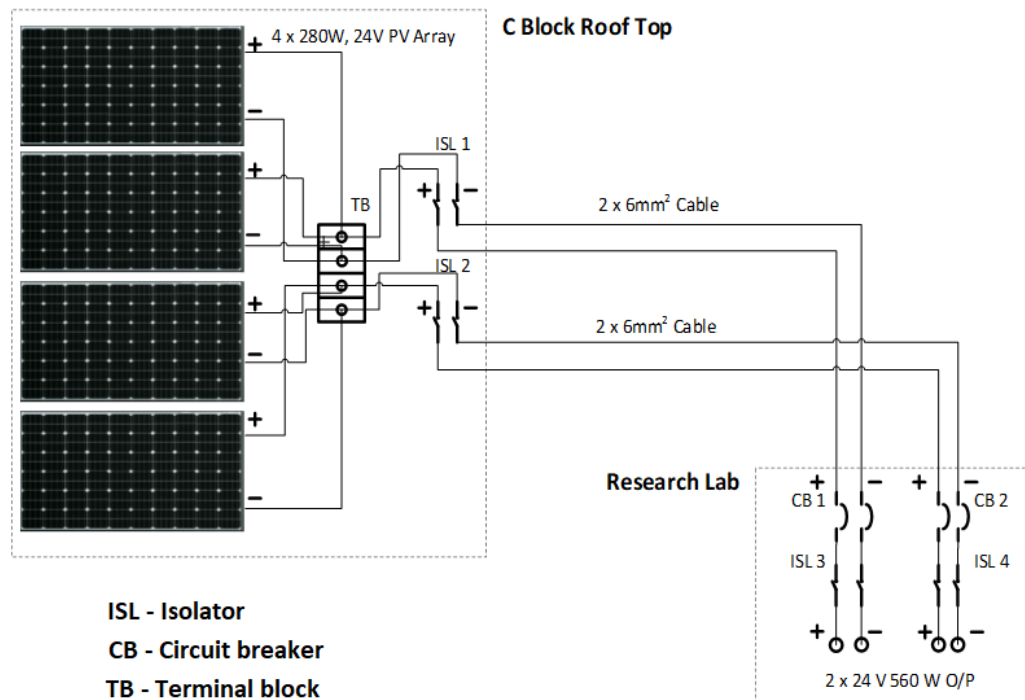 C Block Roof Top
4 x 280W, 24V PV Array
+
−
+
−
+
−
+
−
TB
ISL 1
+ −
2 x 6mm² Cable
ISL 2
+ −
2 x 6mm² Cable
Research Lab
+ − + −
CB 1 CB 2
ISL 3 ISL 4
+ − + −
2 x 24 V 560 W O/P
ISL - Isolator
CB - Circuit breaker
TB - Terminal block